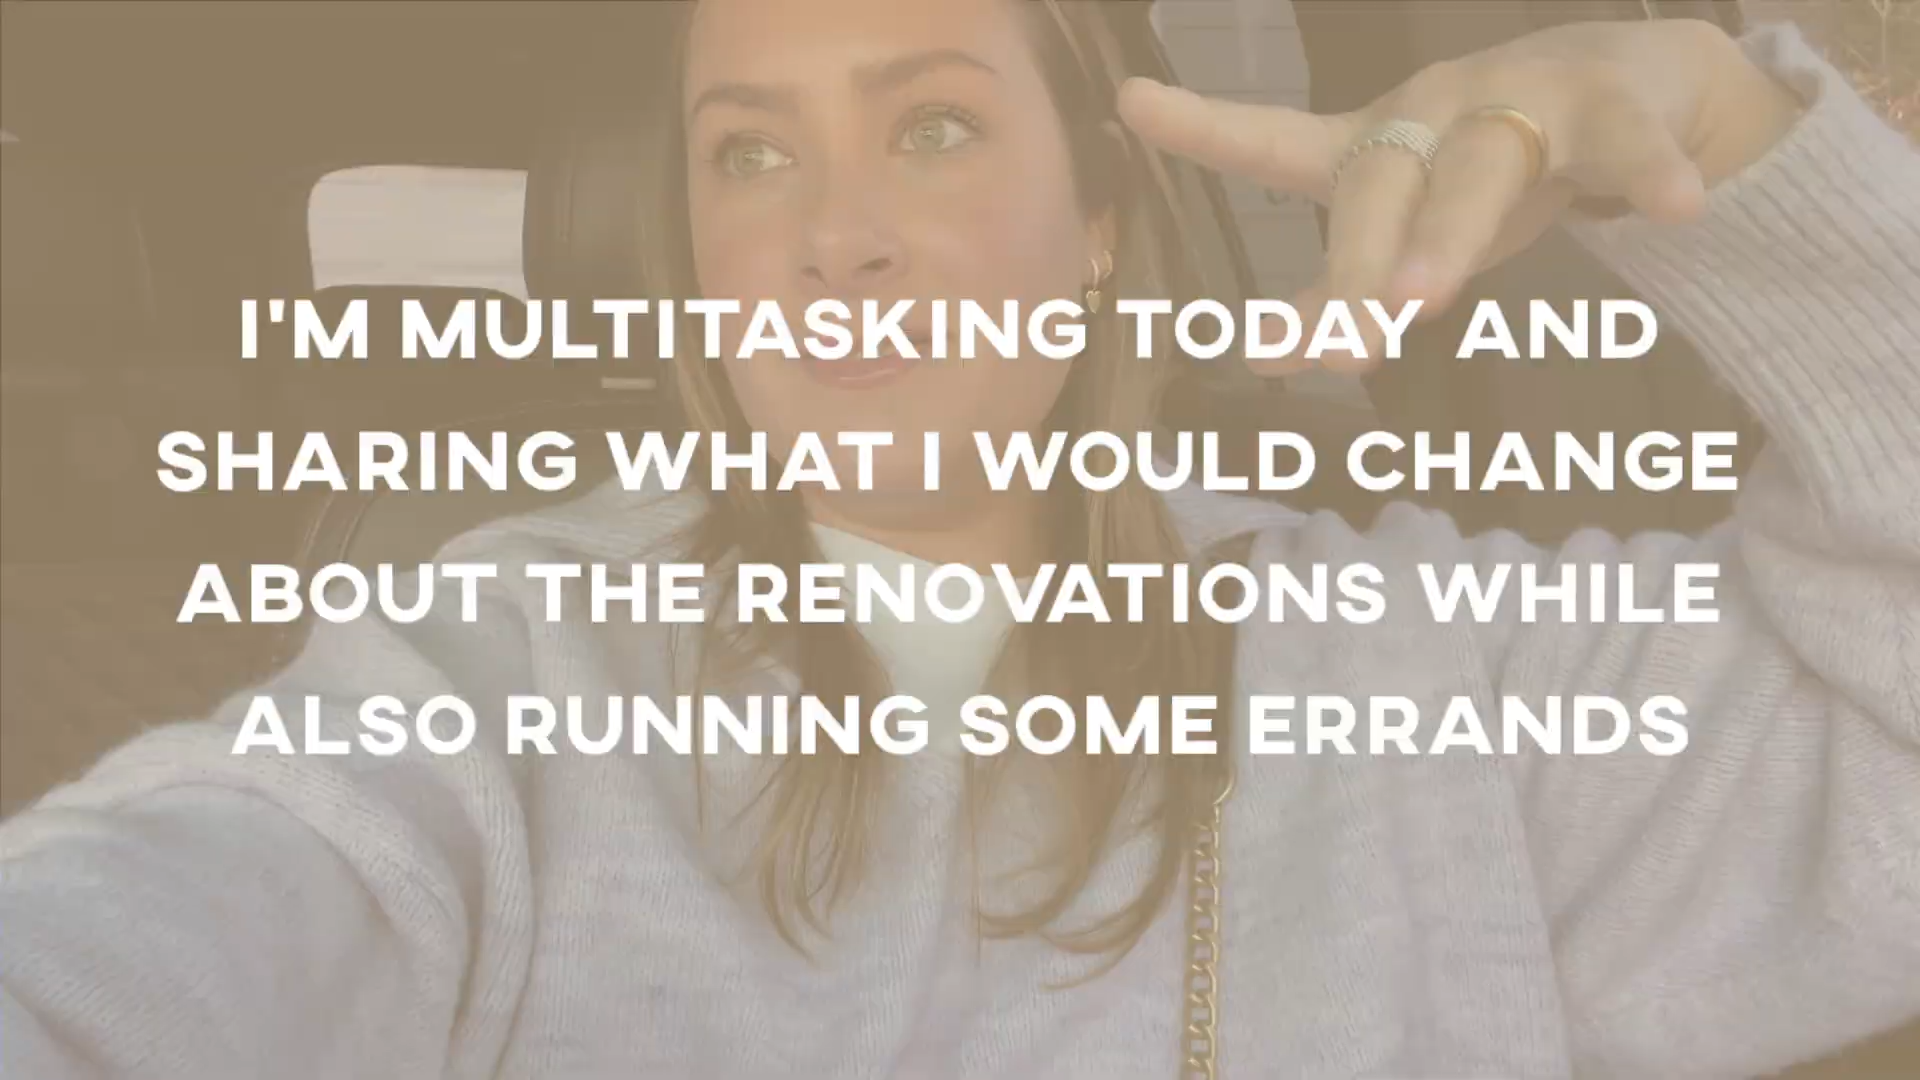 I'M MULTITASKING TODAY AND
SHARING WHAT I WOULD CHANGE
ABOUT THE RENOVATIONS WHILE
ALSO RUNNING SOME ERRANDS